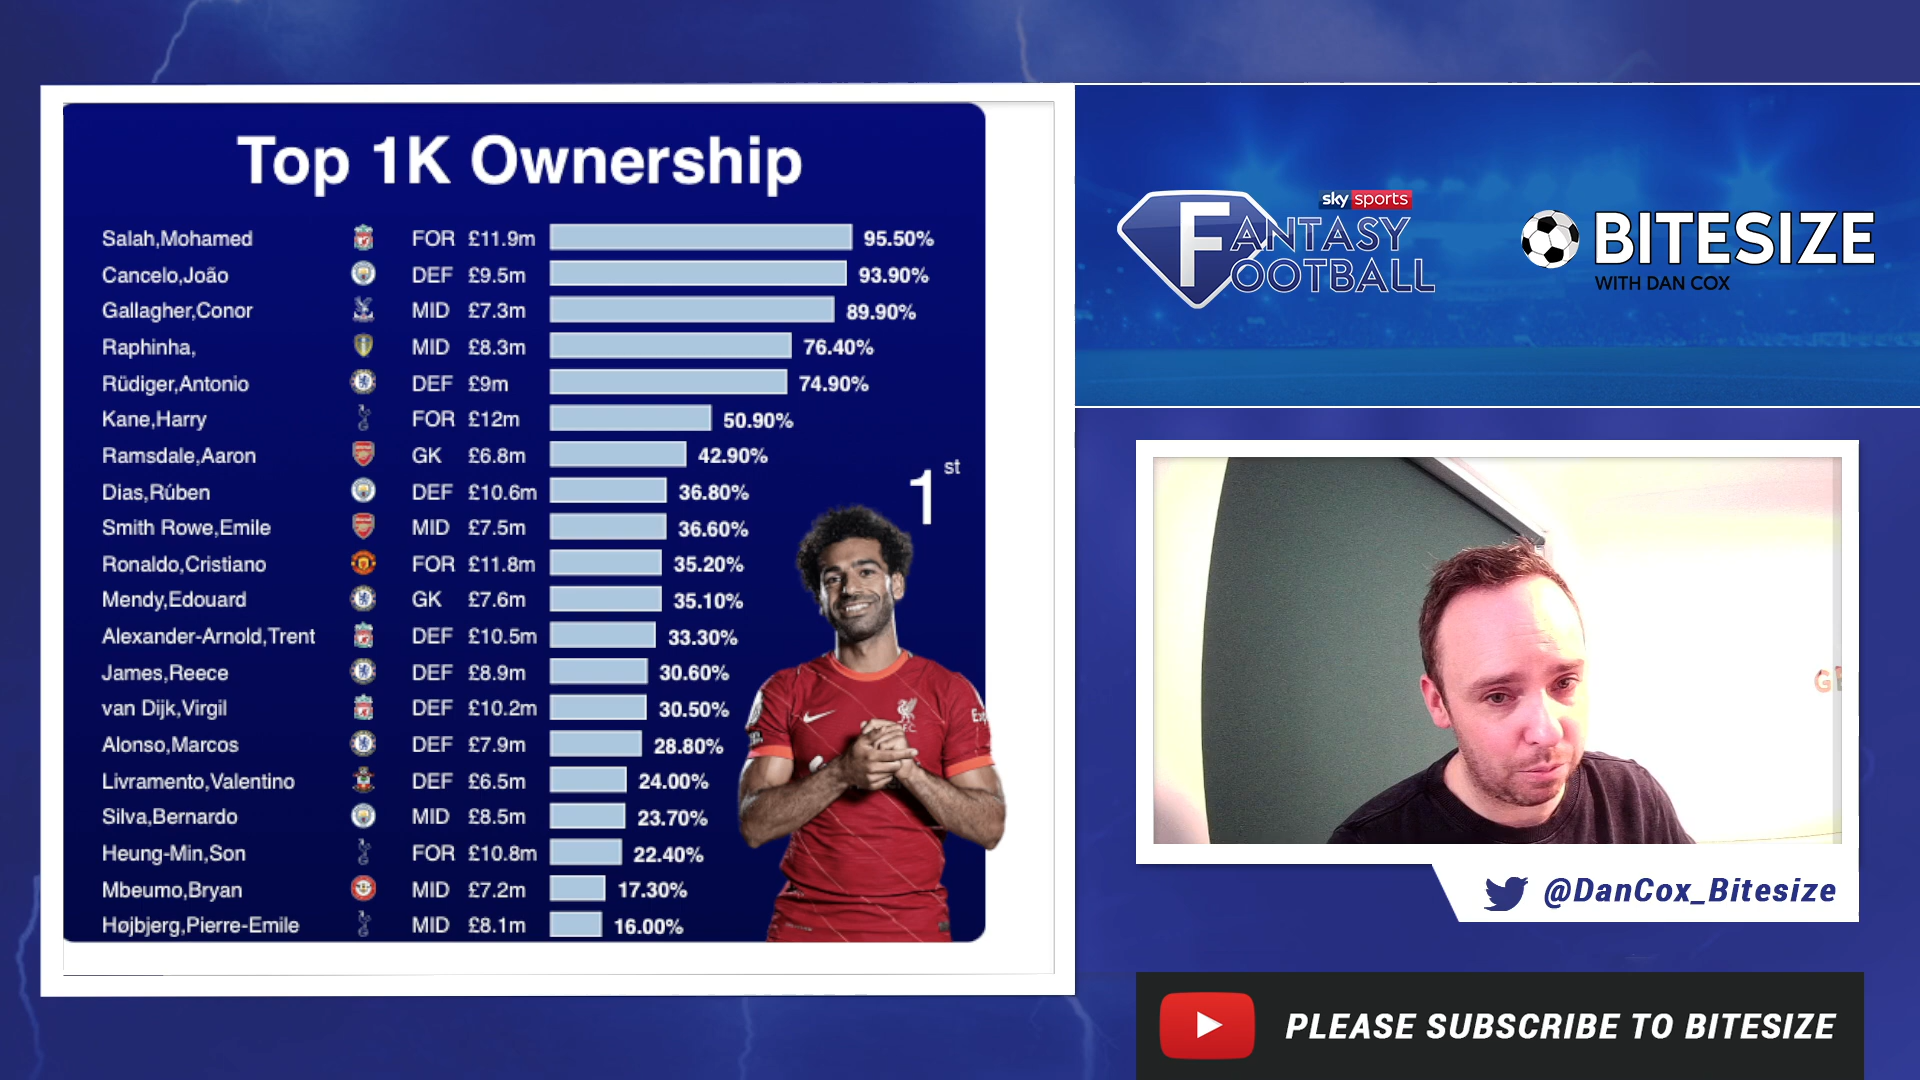 Top 1K Ownership
Salah,Mohamed FOR £11.9m 95.50%
Cancelo,João DEF £9.5m 93.90%
Gallagher,Conor MID £7.3m 89.90%
Raphinha, MID £8.3m 76.40%
Rüdiger,Antonio DEF £9m 74.90%
Kane,Harry FOR £12m 50.90%
Ramsdale,Aaron GK £6.8m 42.90%
Dias,Rúben DEF £10.6m 36.80%
Smith Rowe,Emile MID £7.5m 36.60%
Ronaldo,Cristiano FOR £11.8m 35.20%
Mendy,Edouard GK £7.6m 35.10%
Alexander-Arnold,Trent DEF £10.5m 33.30%
James,Reece DEF £8.9m 30.60%
van Dijk,Virgil DEF £10.2m 30.50%
Alonso,Marcos DEF £7.9m 28.80%
Livramento,Valentino DEF £6.5m 24.00%
Silva,Bernardo MID £8.5m 23.70%
Heung-Min,Son FOR £10.8m 22.40%
Mbeumo,Bryan MID £7.2m 17.30%
Højbjerg,Pierre-Emile MID £8.1m 16.00%
1st
sky sports
FANTASY
FOOTBALL
BITESIZE
WITH DAN COX
@DanCox_Bitesize
PLEASE SUBSCRIBE TO BITESIZE